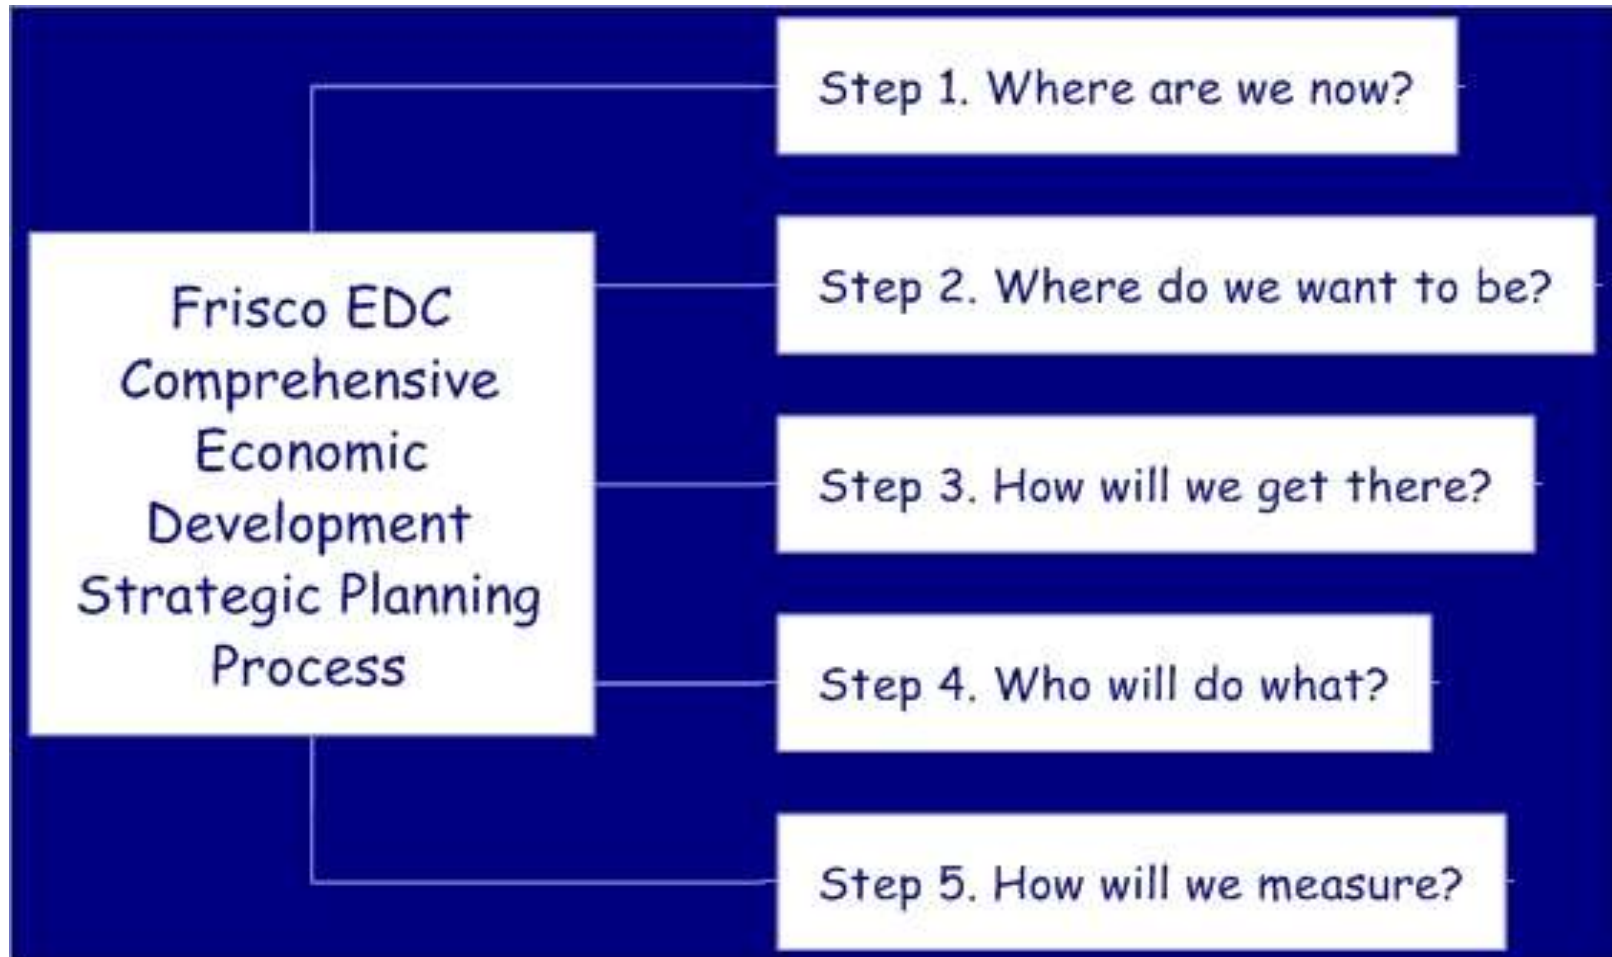 Frisco EDC
Comprehensive
Economic
Development
Strategic Planning
Process
Step 1. Where are we now?
Step 2. Where do we want to be?
Step 3. How will we get there?
Step 4. Who will do what?
Step 5. How will we measure?